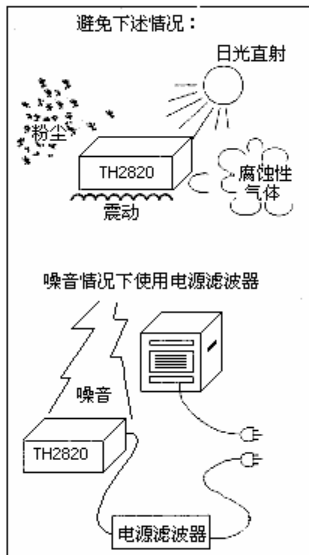 避免下述情况：
日光直射
粉尘
TH2820
腐蚀性
气体
震动
噪音情况下使用电源滤波器
噪音
TH2820
电源滤波器